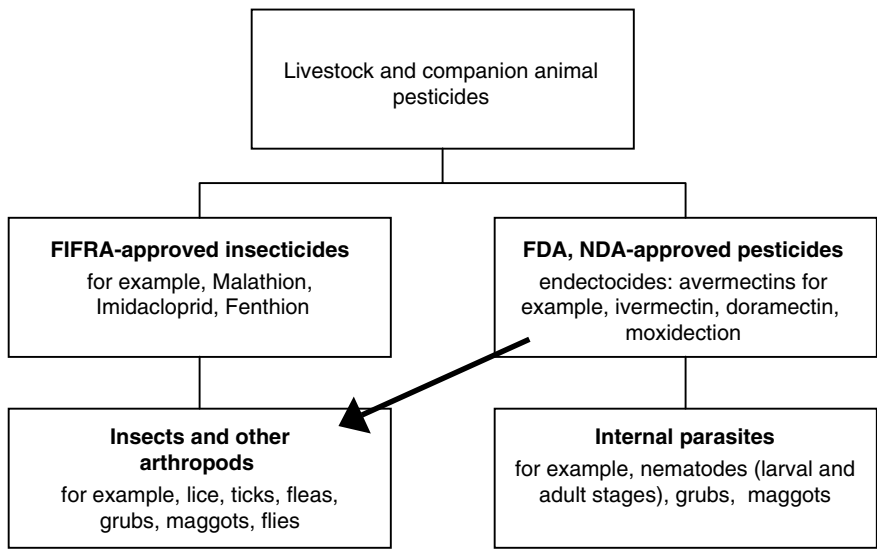 Livestock and companion animal
pesticides
FIFRA-approved insecticides
for example, Malathion,
Imidacloprid, Fenthion
FDA, NDA-approved pesticides
endectocides: avermectins for
example, ivermectin, doramectin,
moxidection
Insects and other
arthropods
for example, lice, ticks, fleas,
grubs, maggots, flies
Internal parasites
for example, nematodes (larval and
adult stages), grubs, maggots